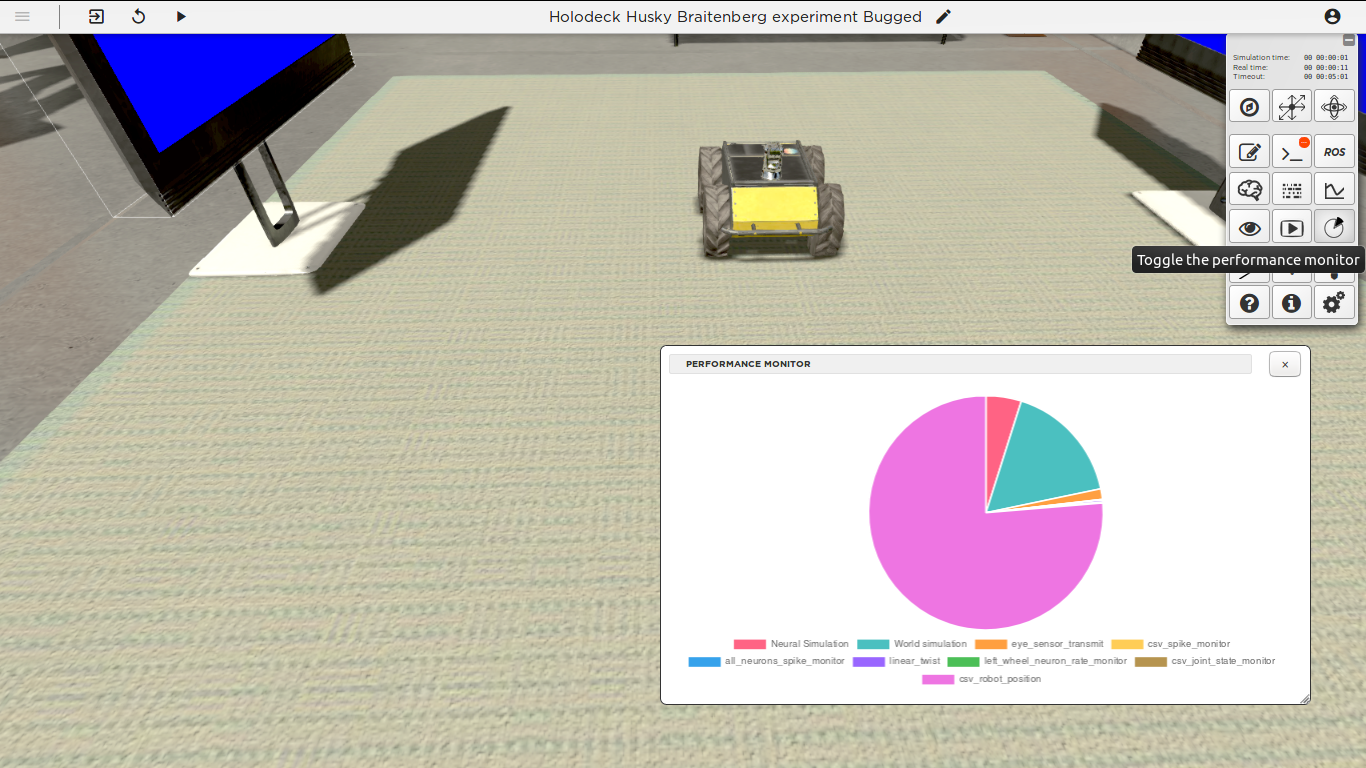 Holodeck Husky Braitenberg experiment Bugged
Simulation time: 00 00:00:01
Real time: 00 00:00:11
Timeout: 00 00:05:01
ROS
Toggle the performance monitor
PERFORMANCE MONITOR
×
Neural Simulation World simulation eye_sensor_transmit csv_spike_monitor
all_neurons_spike_monitor linear_twist left_wheel_neuron_rate_monitor csv_joint_state_monitor
csv_robot_position